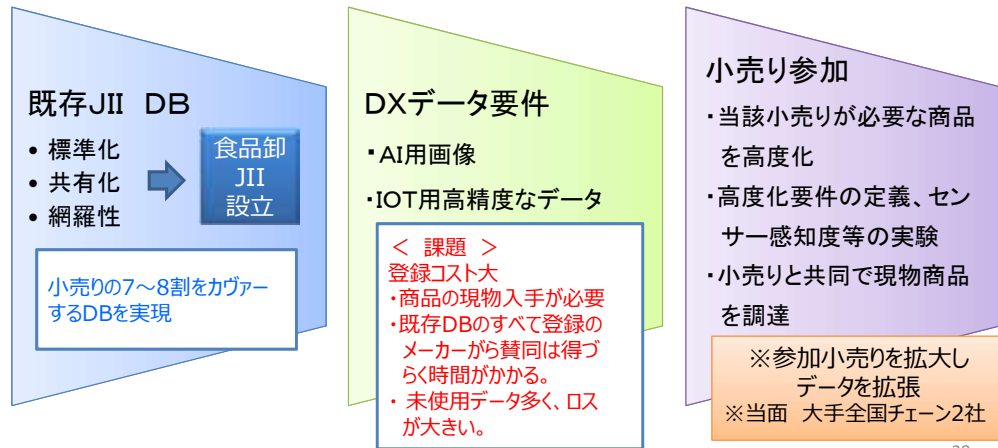 既存JII DB
• 標準化
• 共有化
• 網羅性
食品卸
JII
設立
小売りの7～8割をカヴァー
するDBを実現
DXデータ要件
・AI用画像
・IOT用高精度なデータ
＜ 課題 ＞
登録コスト大
・商品の現物入手が必要
・既存DBのすべて登録の
メーカーがら賛同は得づ
らく時間がかかる。
・ 未使用データ多く、ロス
が大きい。
小売り参加
・当該小売りが必要な商品
を高度化
・高度化要件の定義、セン
サー感知度等の実験
・小売りと共同で現物商品
を調達
※参加小売りを拡大し
データを拡張
※当面 大手全国チェーン2社